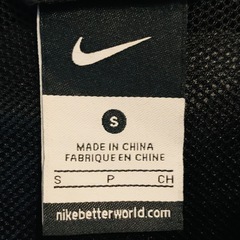 S
MADE IN CHINA
FABRIQUE EN CHINE
S P CH
nikebetterworld.com